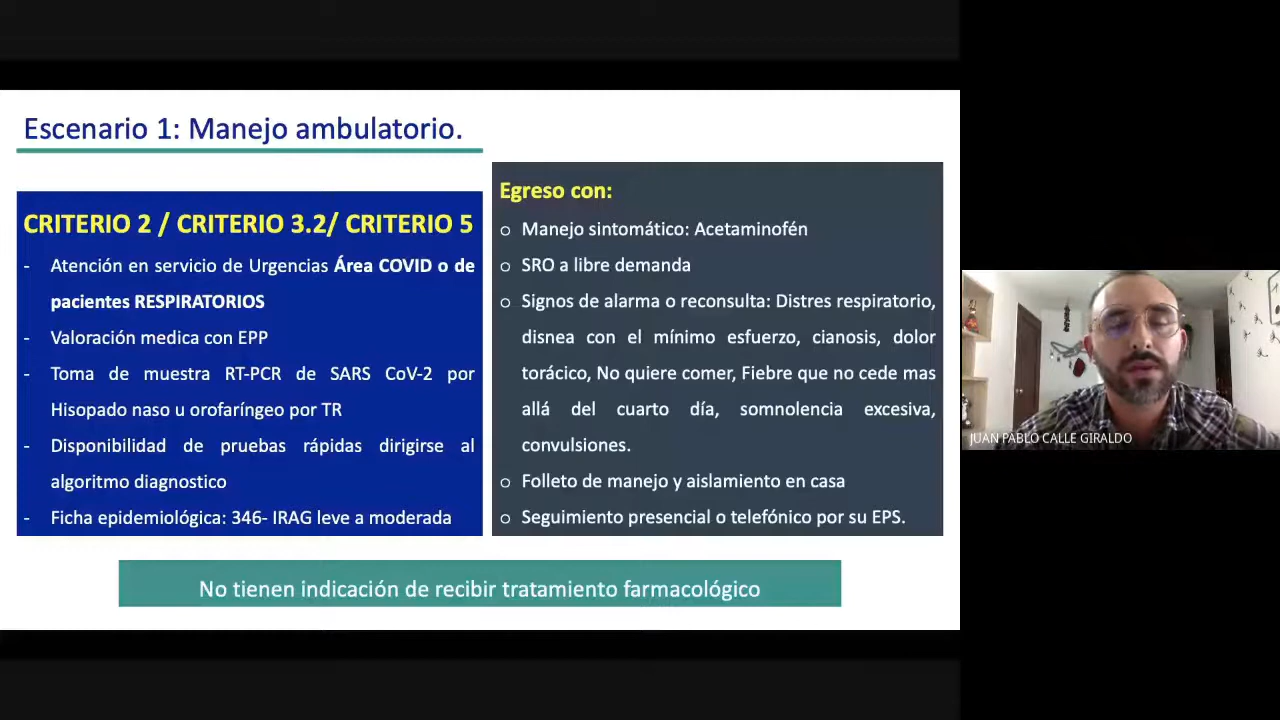 Escenario 1: Manejo ambulatorio.
CRITERIO 2 / CRITERIO 3.2/ CRITERIO 5
- Atención en servicio de Urgencias Área COVID o de
pacientes RESPIRATORIOS
- Valoración medica con EPP
- Toma de muestra RT-PCR de SARS CoV-2 por
Hisopado naso u orofaríngeo por TR
- Disponibilidad de pruebas rápidas dirigirse al
algoritmo diagnostico
- Ficha epidemiológica: 346- IRAG leve a moderada
Egreso con:
o Manejo sintomático: Acetaminofén
o SRO a libre demanda
o Signos de alarma o reconsulta: Distres respiratorio,
disnea con el mínimo esfuerzo, cianosis, dolor
torácico, No quiere comer, Fiebre que no cede mas
allá del cuarto día, somnolencia excesiva,
convulsiones.
o Folleto de manejo y aislamiento en casa
o Seguimiento presencial o telefónico por su EPS.
No tienen indicación de recibir tratamiento farmacológico
JUAN PABLO CALLE GIRALDO